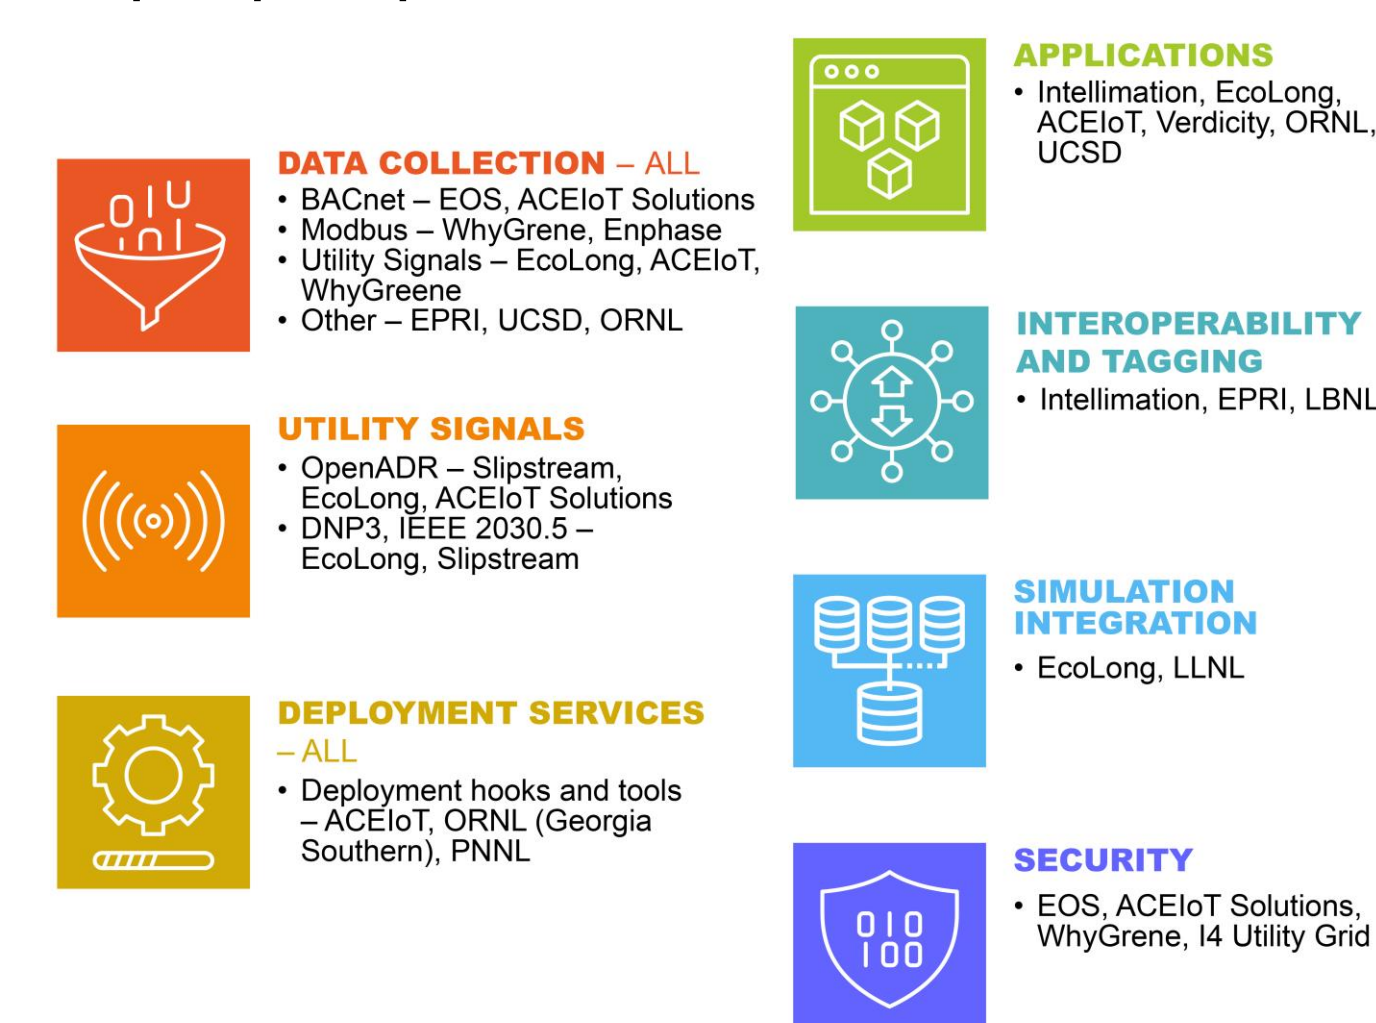 DATA COLLECTION – ALL
• BACnet – EOS, ACEIoT Solutions
• Modbus – WhyGrene, Enphase
• Utility Signals – EcoLong, ACEIoT,
WhyGreene
• Other – EPRI, UCSD, ORNL
UTILITY SIGNALS
• OpenADR – Slipstream,
EcoLong, ACEIoT Solutions
• DNP3, IEEE 2030.5 –
EcoLong, Slipstream
DEPLOYMENT SERVICES
– ALL
• Deployment hooks and tools
– ACEIoT, ORNL (Georgia
Southern), PNNL
APPLICATIONS
• Intellimation, EcoLong,
ACEIoT, Verdicity, ORNL,
UCSD
INTEROPERABILITY
AND TAGGING
• Intellimation, EPRI, LBNL
SIMULATION
INTEGRATION
• EcoLong, LLNL
SECURITY
• EOS, ACEIoT Solutions,
WhyGrene, I4 Utility Grid
010
100